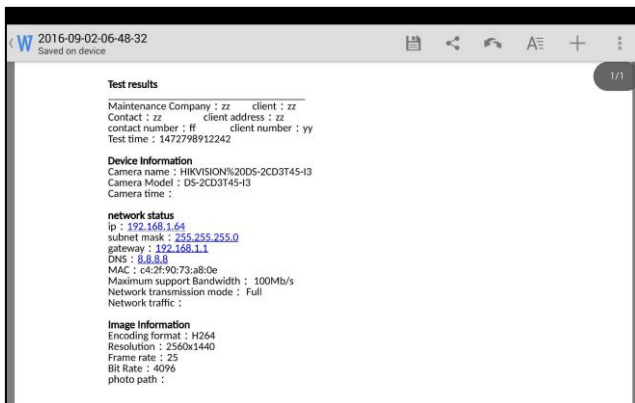 2016-09-02-06-48-32
Saved on device
1/1
Test results
Maintenance Company：zz client：zz
Contact：zz client address：zz
contact number：ff client number：yy
Test time：1472798912242
Device Information
Camera name：HIKVISION%20DS-2CD3T45-I3
Camera Model：DS-2CD3T45-I3
Camera time：
network status
ip：192.168.1.64
subnet mask：255.255.255.0
gateway：192.168.1.1
DNS：8.8.8.8
MAC：c4:2f:90:73:a8:0e
Maximum support Bandwidth： 100Mb/s
Network transmission mode： Full
Network traffic：
Image Information
Encoding format：H264
Resolution：2560x1440
Frame rate：25
Bit Rate：4096
photo path：